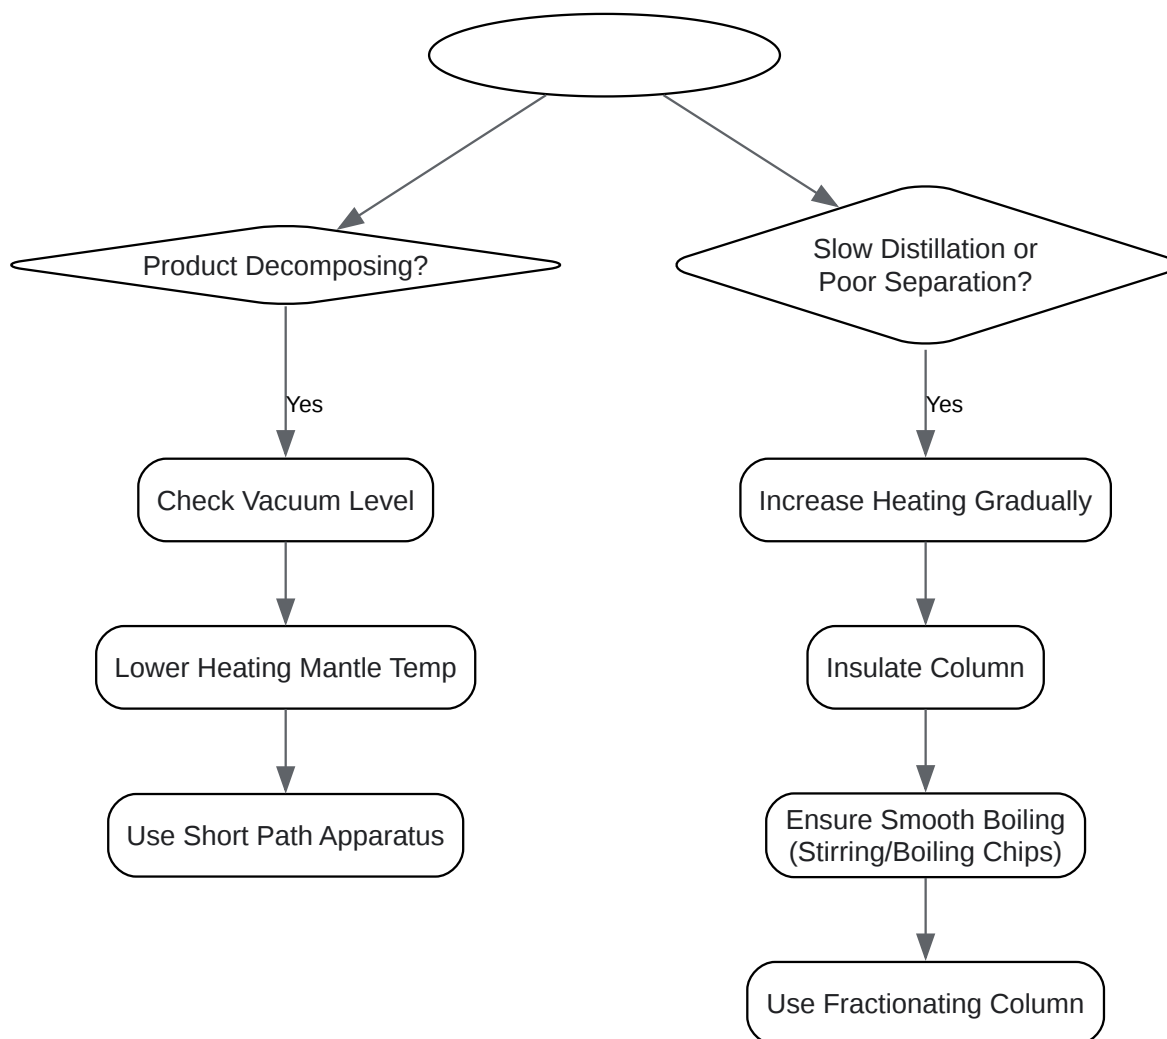 Product Decomposing?
Slow Distillation or
Poor Separation?
Yes
Yes
Check Vacuum Level
Increase Heating Gradually
Lower Heating Mantle Temp
Insulate Column
Use Short Path Apparatus
Ensure Smooth Boiling
(Stirring/Boiling Chips)
Use Fractionating Column